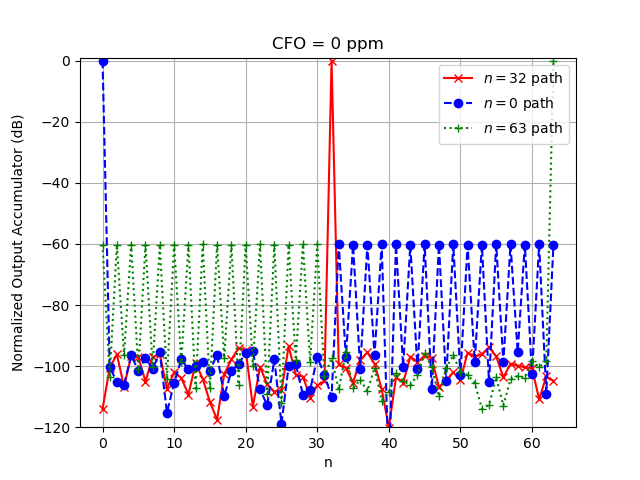 CFO = 0 ppm
Normalized Output Accumulator (dB)
0
−20
−40
−60
−80
−100
−120
n = 32 path
n = 0 path
n = 63 path
0 10 20 30 40 50 60
n